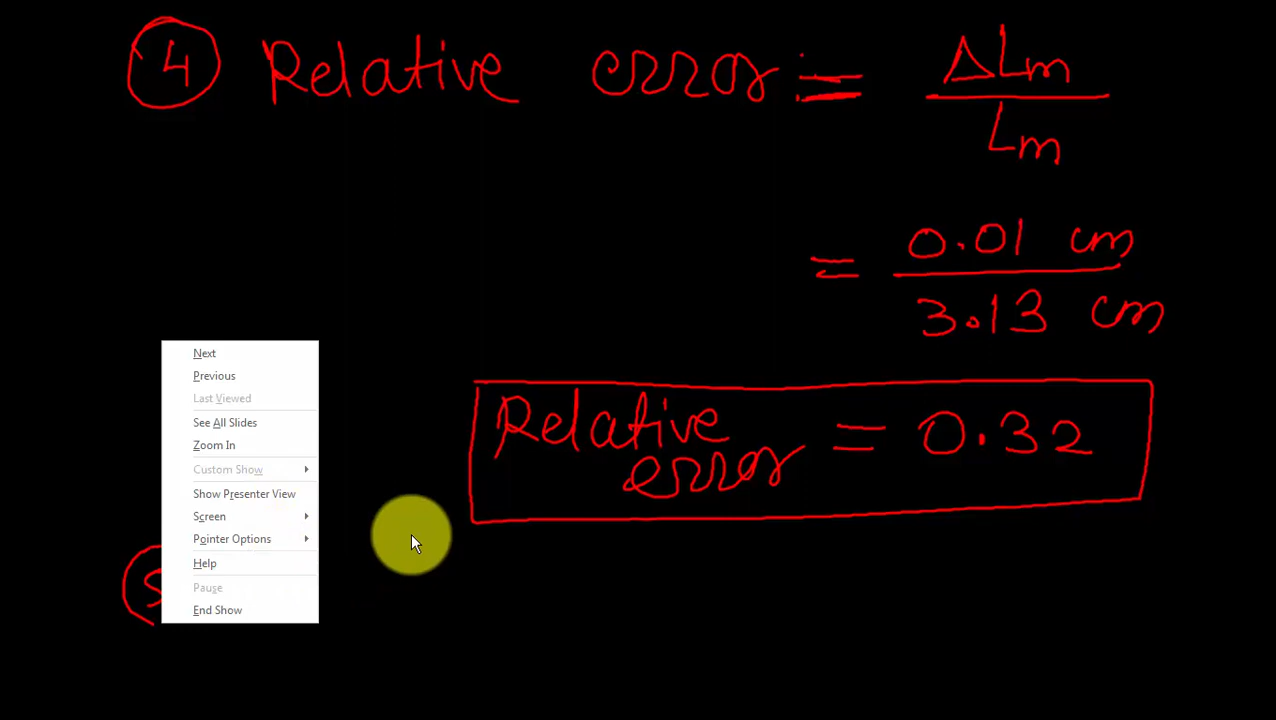 4 Relative error = ΔLm
Lm
= 0.01 cm
3.13 cm
Relative = 0.32
error
Next
Previous
Last Viewed
See All Slides
Zoom In
Custom Show
Show Presenter View
Screen
Pointer Options
Help
Pause
End Show